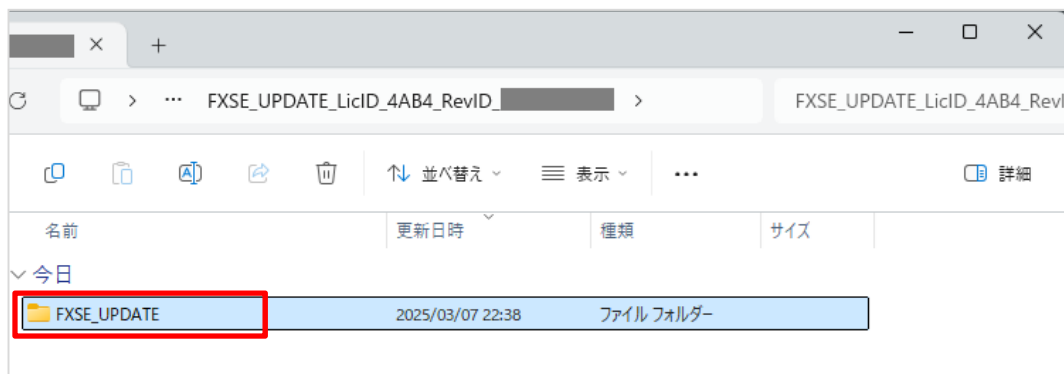 FXSE_UPDATE_LicID_4AB4_RevID_
FXSE_UPDATE_LicID_4AB4_RevI
並べ替え 表示 詳細
名前 更新日時 種類 サイズ
今日
FXSE_UPDATE 2025/03/07 22:38 ファイル フォルダー